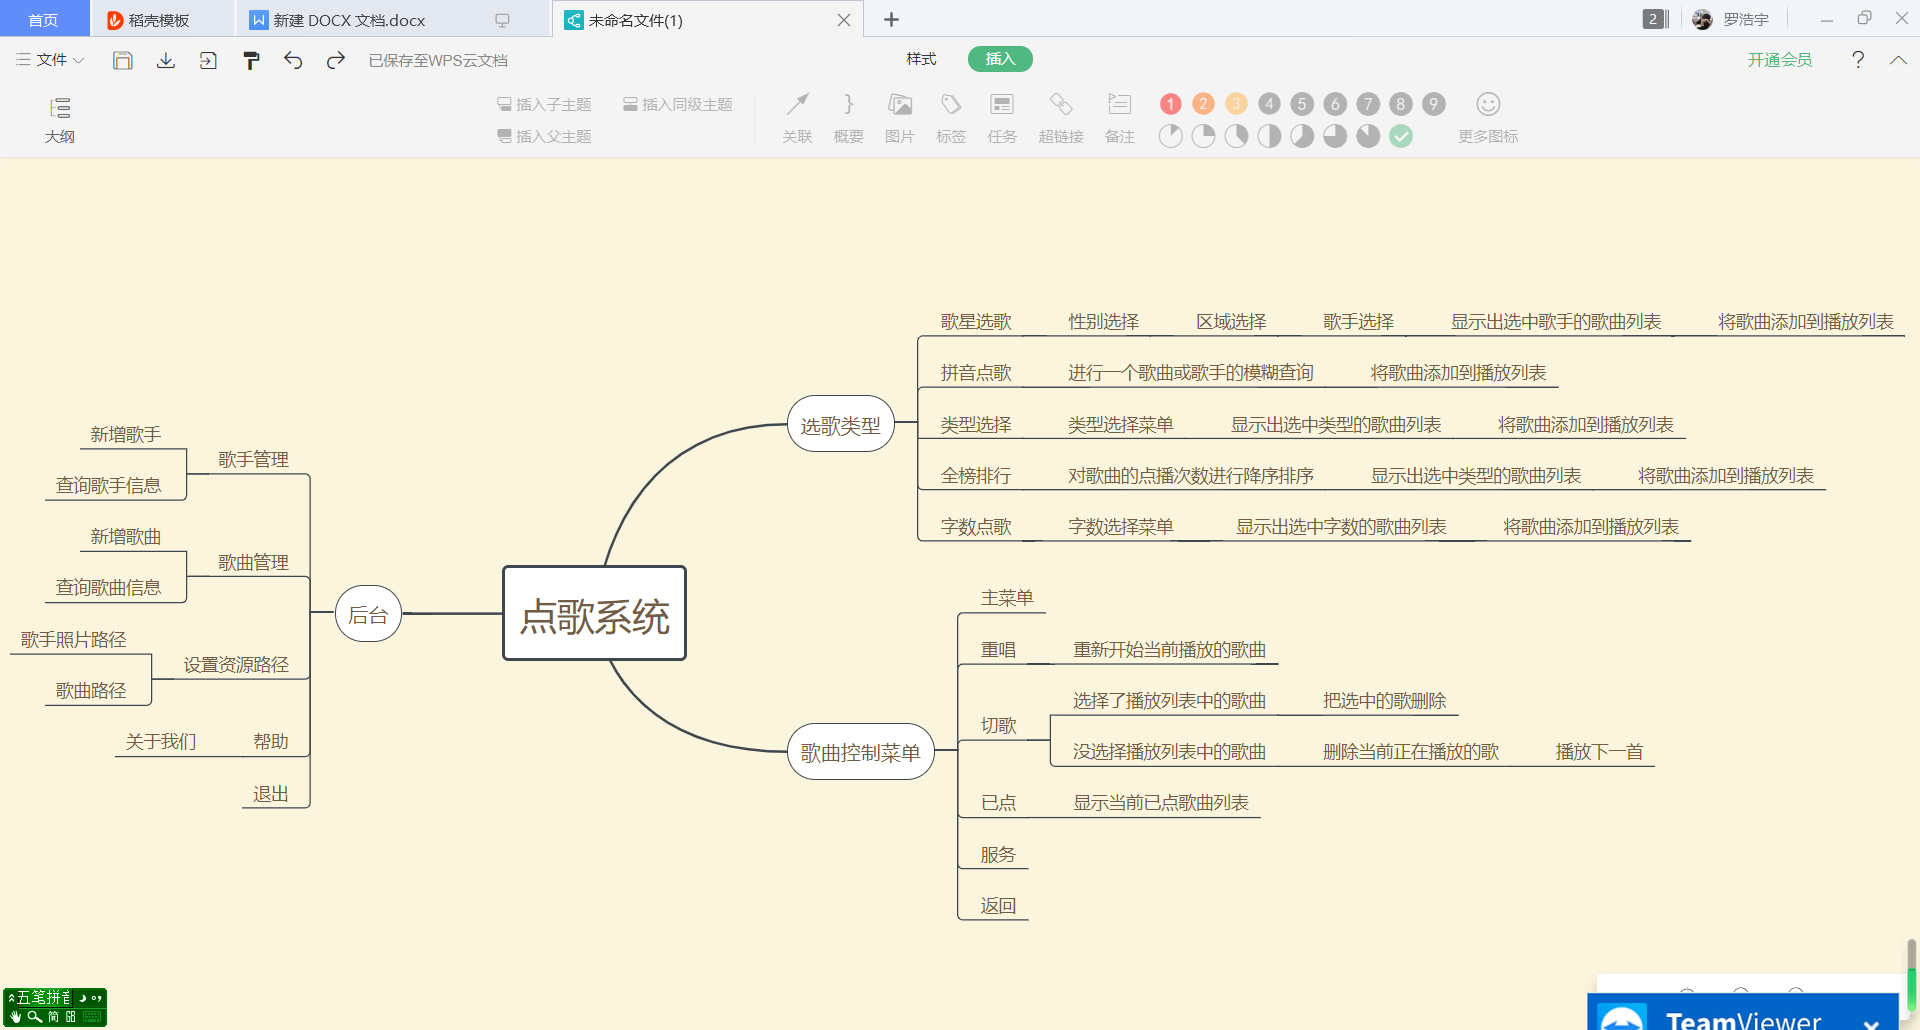 首页
稻壳模板
新建 DOCX 文档.docx
未命名文件(1)
2
罗浩宇
文件
已保存至WPS云文档
样式
插入
开通会员
大纲
插入子主题
插入同级主题
插入父主题
关联
概要
图片
标签
任务
超链接
备注
1 2 3 4 5 6 7 8 9
更多图标
歌星选歌 性别选择 区域选择 歌手选择 显示出选中歌手的歌曲列表 将歌曲添加到播放列表
拼音点歌 进行一个歌曲或歌手的模糊查询 将歌曲添加到播放列表
选歌类型
类型选择 类型选择菜单 显示出选中类型的歌曲列表 将歌曲添加到播放列表
全榜排行 对歌曲的点播次数进行降序排序 显示出选中类型的歌曲列表 将歌曲添加到播放列表
字数点歌 字数选择菜单 显示出选中字数的歌曲列表 将歌曲添加到播放列表
新增歌手
歌手管理
查询歌手信息
新增歌曲
歌曲管理
查询歌曲信息
后台
点歌系统
歌手照片路径
设置资源路径
歌曲路径
关于我们 帮助
退出
主菜单
重唱 重新开始当前播放的歌曲
选择了播放列表中的歌曲 把选中的歌删除
切歌
歌曲控制菜单
没选择播放列表中的歌曲 删除当前正在播放的歌 播放下一首
已点 显示当前已点歌曲列表
服务
返回
五笔拼音
简
TeamViewer